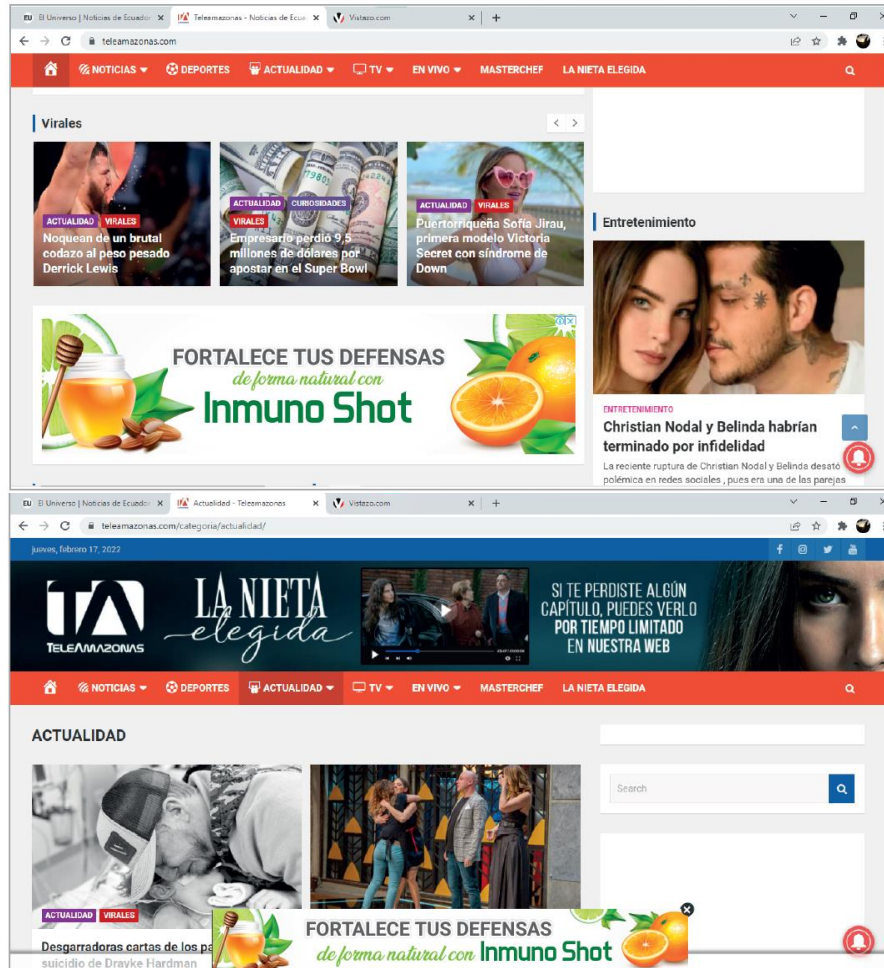 EU El Universo | Noticias de Ecuador
Teleamazonas - Noticias de Ecua
Vistazo.com
teleamazonas.com
NOTICIAS DEPORTES ACTUALIDAD TV EN VIVO MASTERCHEF LA NIETA ELEGIDA
Virales
ACTUALIDAD VIRALES
Noquean de un brutal
codazo al peso pesado
Derrick Lewis
ACTUALIDAD CURIOSIDADES
VIRALES
Empresario perdió 9,5
millones de dólares por
apostar en el Super Bowl
ACTUALIDAD VIRALES
Puertorriqueña Sofía Jirau,
primera modelo Victoria
Secret con síndrome de
Down
FORTALECE TUS DEFENSAS
de forma natural con
Inmuno Shot
Entretenimiento
ENTRETENIMIENTO
Christian Nodal y Belinda habrían
terminado por infidelidad
La reciente ruptura de Christian Nodal y Belinda desató
polémica en redes sociales , pues era una de las parejas
EU El Universo | Noticias de Ecuador
Actualidad - Teleamazonas
Vistazo.com
teleamazonas.com/categoria/actualidad/
jueves, febrero 17, 2022
TELEAMAZONAS
LA NIETA
elegida
SI TE PERDISTE ALGÚN
CAPÍTULO, PUEDES VERLO
POR TIEMPO LIMITADO
EN NUESTRA WEB
NOTICIAS DEPORTES ACTUALIDAD TV EN VIVO MASTERCHEF LA NIETA ELEGIDA
ACTUALIDAD
Search
ACTUALIDAD VIRALES
Desgarradoras cartas de los pa
suicidio de Drayke Hardman
FORTALECE TUS DEFENSAS
de forma natural con Inmuno Shot